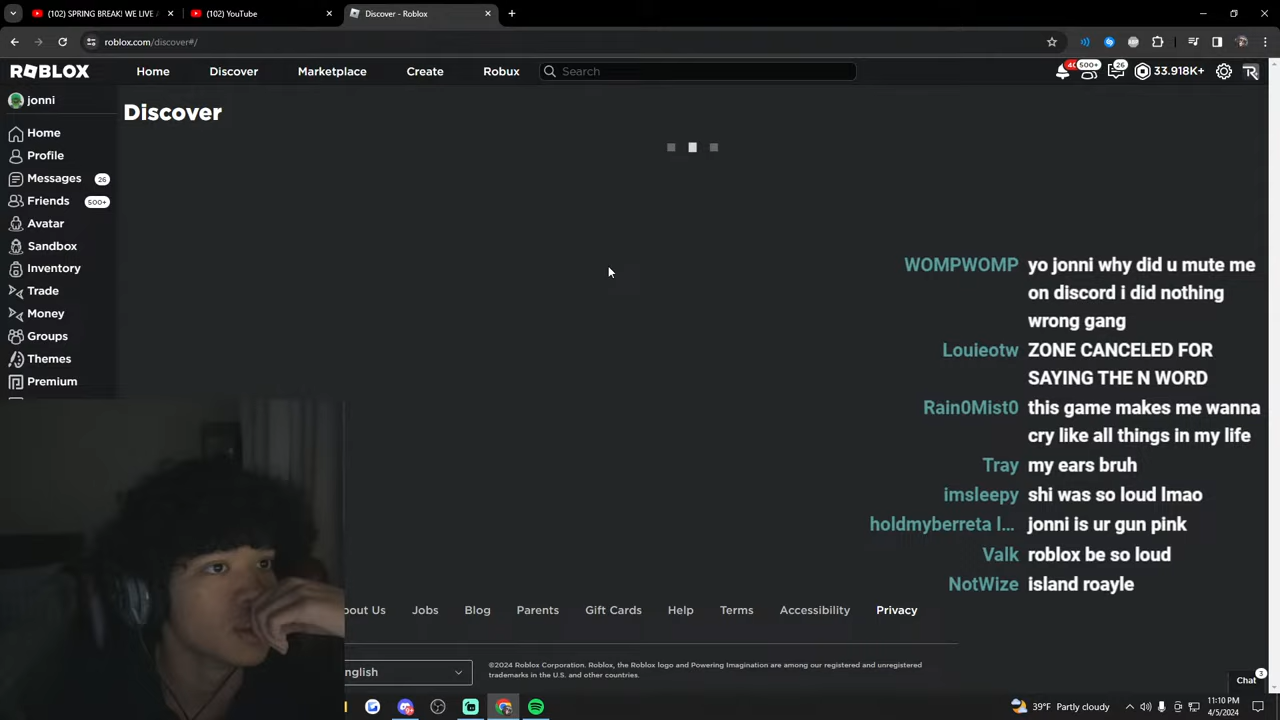 (102) SPRING BREAK! WE LIVE
(102) YouTube
Discover - Roblox
roblox.com/discover#/
ROBLOX
Home
Discover
Marketplace
Create
Robux
Search
500+
26
33.918K+
jonni
Discover
Home
Profile
Messages 26
Friends 500+
Avatar
Sandbox
Inventory
Trade
Money
Groups
Themes
Premium
WOMPWOMP yo jonni why did u mute me
on discord i did nothing
wrong gang
Louieotw ZONE CANCELED FOR
SAYING THE N WORD
Rain0Mist0 this game makes me wanna
cry like all things in my life
Tray my ears bruh
imsleepy shi was so loud lmao
holdmyberreta l... jonni is ur gun pink
Valk roblox be so loud
NotWize island roayle
bout Us
Jobs
Blog
Parents
Gift Cards
Help
Terms
Accessibility
Privacy
nglish
©2024 Roblox Corporation. Roblox, the Roblox logo and Powering Imagination are among our registered and unregistered
trademarks in the U.S. and other countries.
Chat 3
39°F Partly cloudy
11:10 PM
4/5/2024